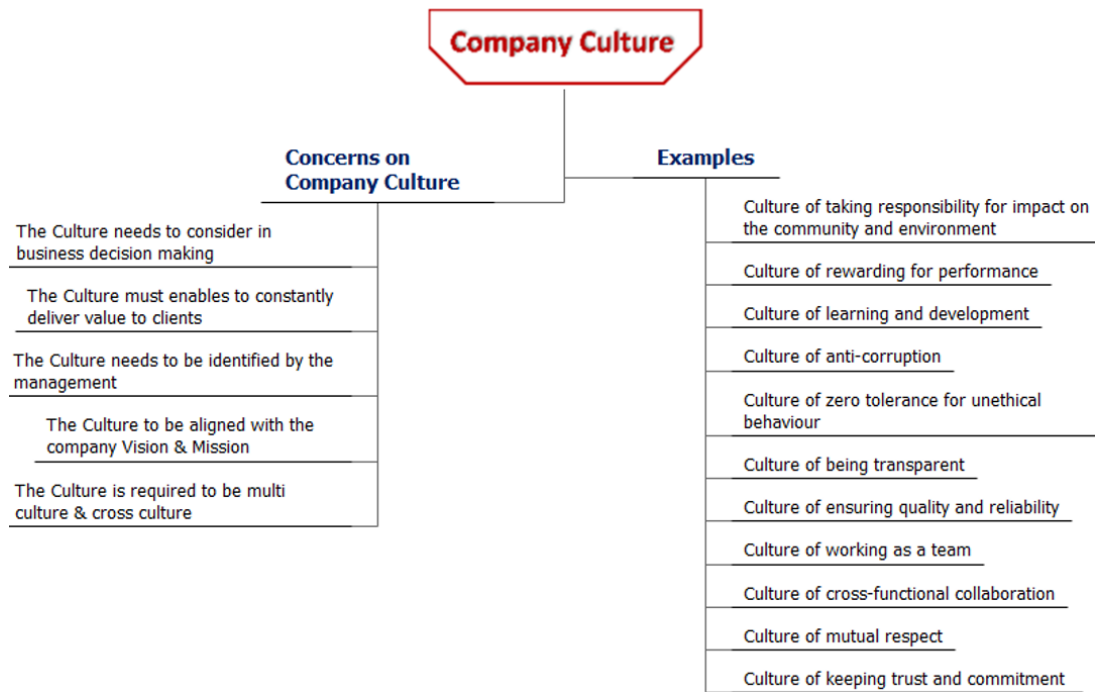 Company Culture
Concerns on
Company Culture
The Culture needs to consider in
business decision making
The Culture must enables to constantly
deliver value to clients
The Culture needs to be identified by the
management
The Culture to be aligned with the
company Vision & Mission
The Culture is required to be multi
culture & cross culture
Examples
Culture of taking responsibility for impact on
the community and environment
Culture of rewarding for performance
Culture of learning and development
Culture of anti-corruption
Culture of zero tolerance for unethical
behaviour
Culture of being transparent
Culture of ensuring quality and reliability
Culture of working as a team
Culture of cross-functional collaboration
Culture of mutual respect
Culture of keeping trust and commitment